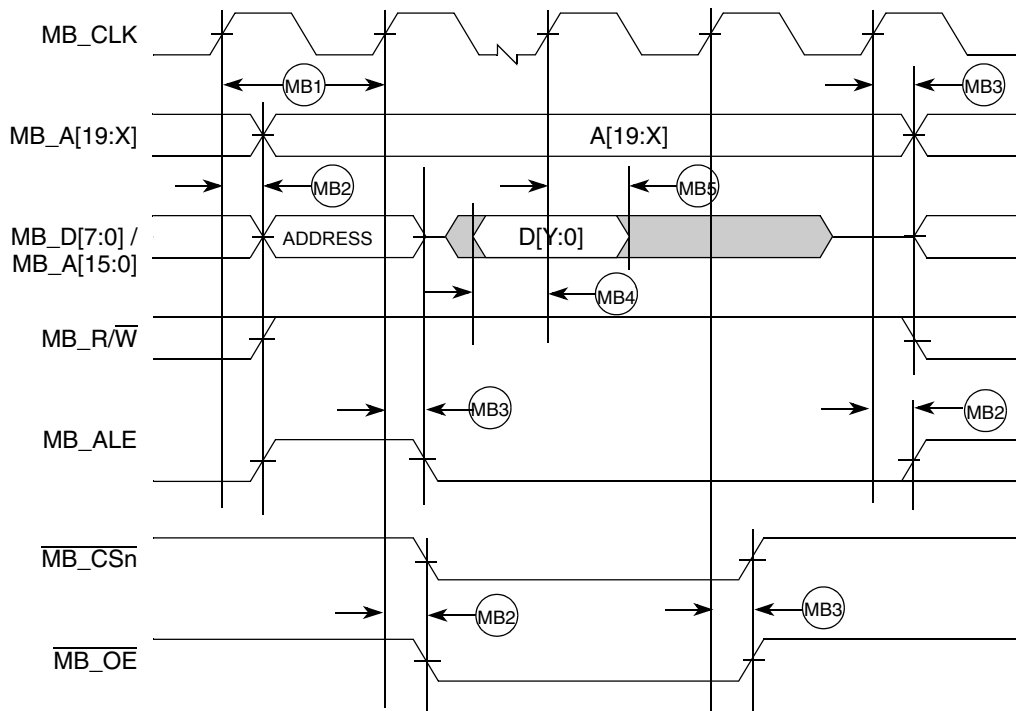 MB_CLK
MB1
MB3
MB_A[19:X]
A[19:X]
MB2
MB5
MB_D[7:0] /
MB_A[15:0]
ADDRESS
D[Y:0]
MB4
MB_R/W
MB3
MB2
MB_ALE
MB_CSn
MB2
MB3
MB_OE